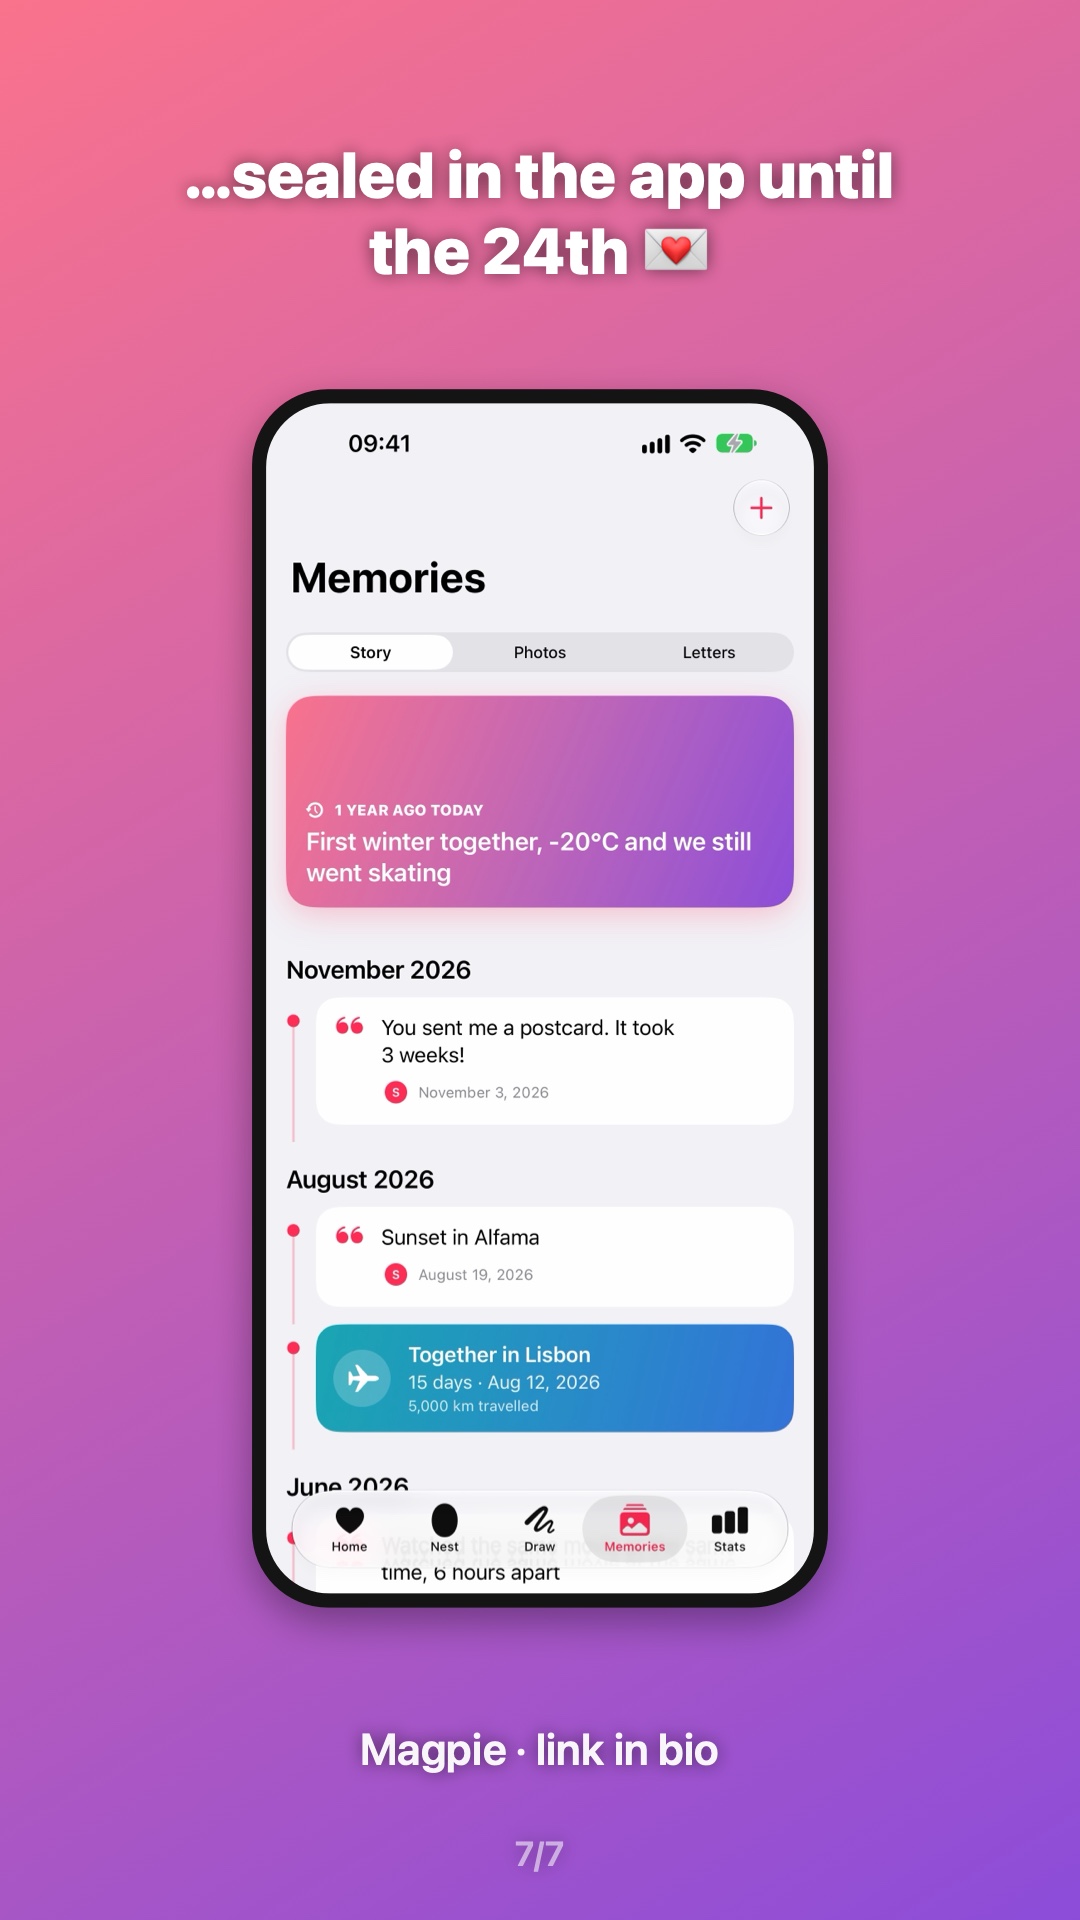 ...sealed in the app until
the 24th 💌
09:41
Memories
Story Photos Letters
1 YEAR AGO TODAY
First winter together, -20°C and we still
went skating
November 2026
You sent me a postcard. It took
3 weeks!
S November 3, 2026
August 2026
Sunset in Alfama
S August 19, 2026
Together in Lisbon
15 days · Aug 12, 2026
5,000 km travelled
June 2026
Home Nest Draw Memories Stats
time, 6 hours apart
Magpie · link in bio
7/7